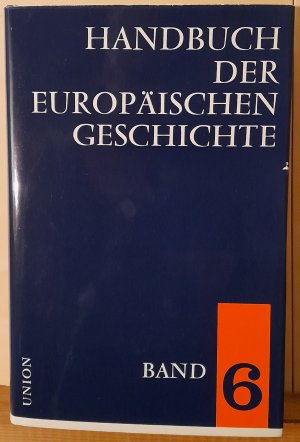 HANDBUCH
DER
EUROPÄISCHEN
GESCHICHTE
BAND 6
UNION